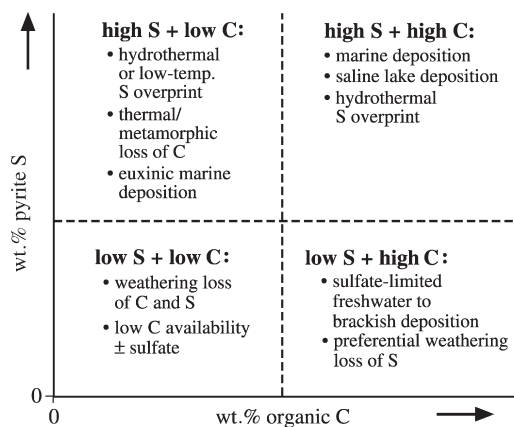 high S + low C:
• hydrothermal
or low-temp.
S overprint
• thermal/
metamorphic
loss of C
• euxinic marine
deposition
high S + high C:
• marine deposition
• saline lake deposition
• hydrothermal
S overprint
wt.% pyrite S
low S + low C:
• weathering loss
of C and S
• low C availability
± sulfate
low S + high C:
• sulfate-limited
freshwater to
brackish deposition
• preferential weathering
loss of S
0
0
wt.% organic C